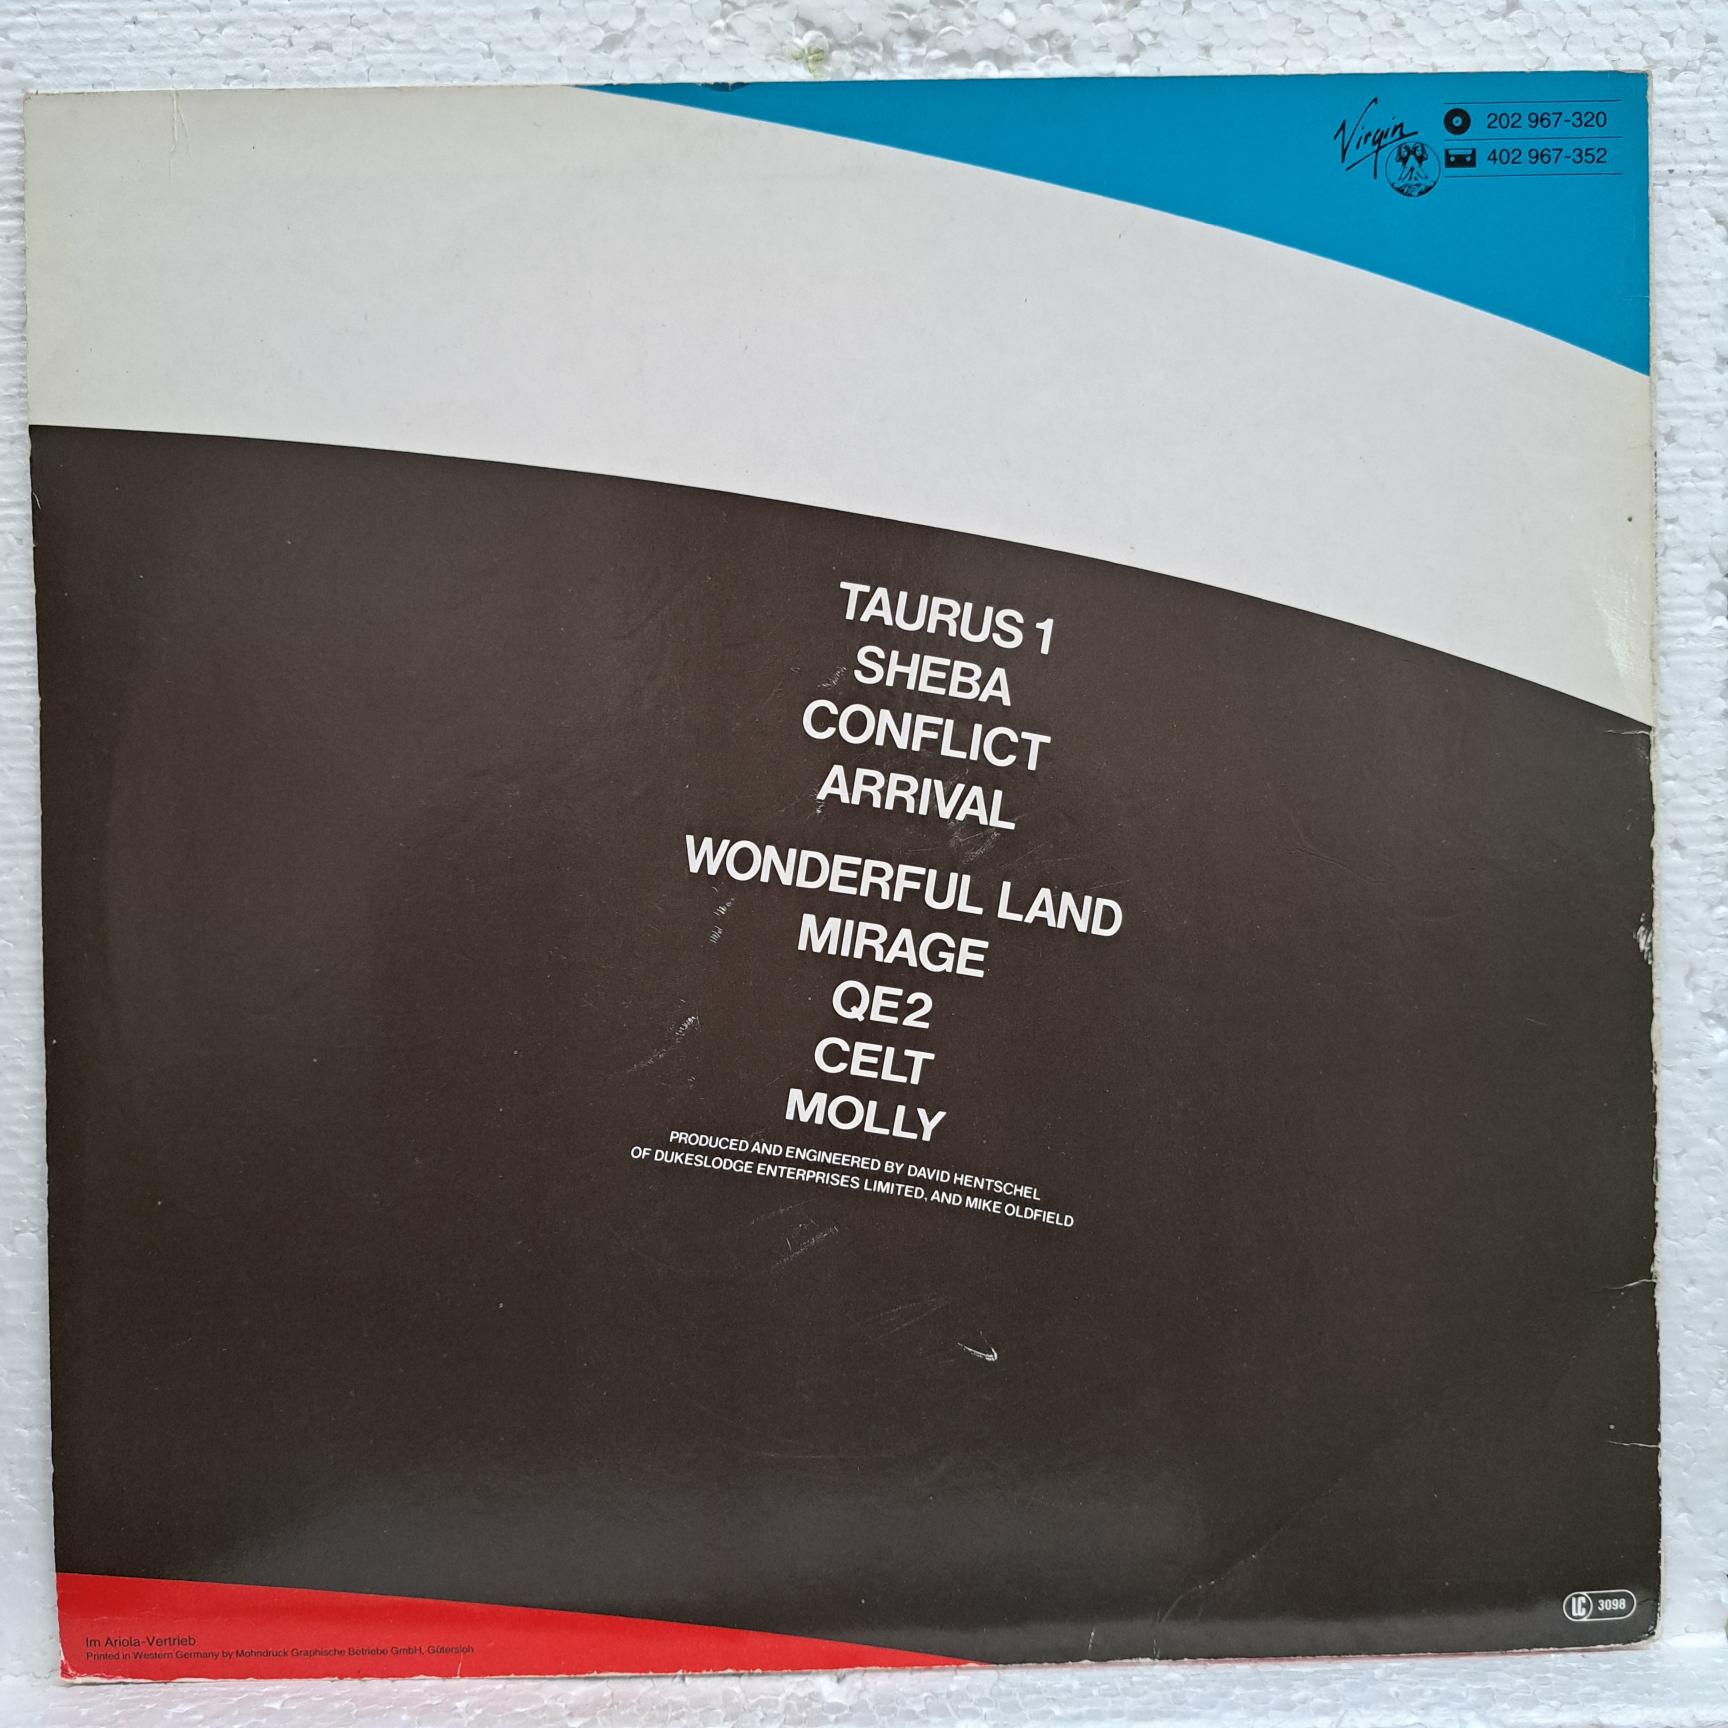 Virgin
202 967-320
402 967-352
TAURUS 1
SHEBA
CONFLICT
ARRIVAL
WONDERFUL LAND
MIRAGE
QE2
CELT
MOLLY
PRODUCED AND ENGINEERED BY DAVID HENTSCHEL
OF DUKESLODGE ENTERPRISES LIMITED, AND MIKE OLDFIELD
LC 3098
Im Ariola-Vertrieb
Printed in Western Germany by Mohndruck Graphische Betriebe GmbH, Gütersloh